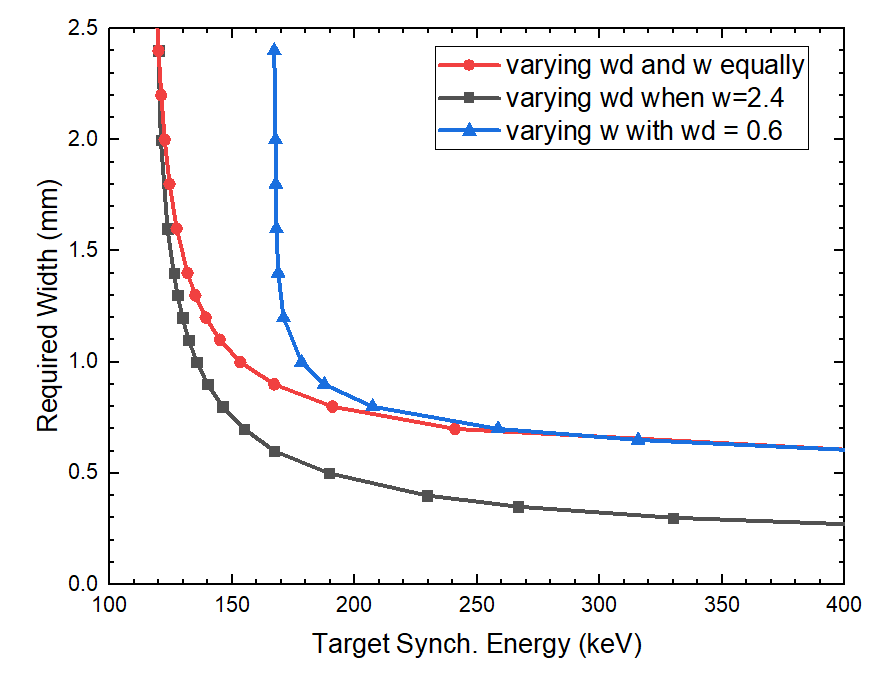 2.5
2.0
1.5
1.0
0.5
0.0
Required Width (mm)
varying wd and w equally
varying wd when w=2.4
varying w with wd = 0.6
100 150 200 250 300 350 400
Target Synch. Energy (keV)